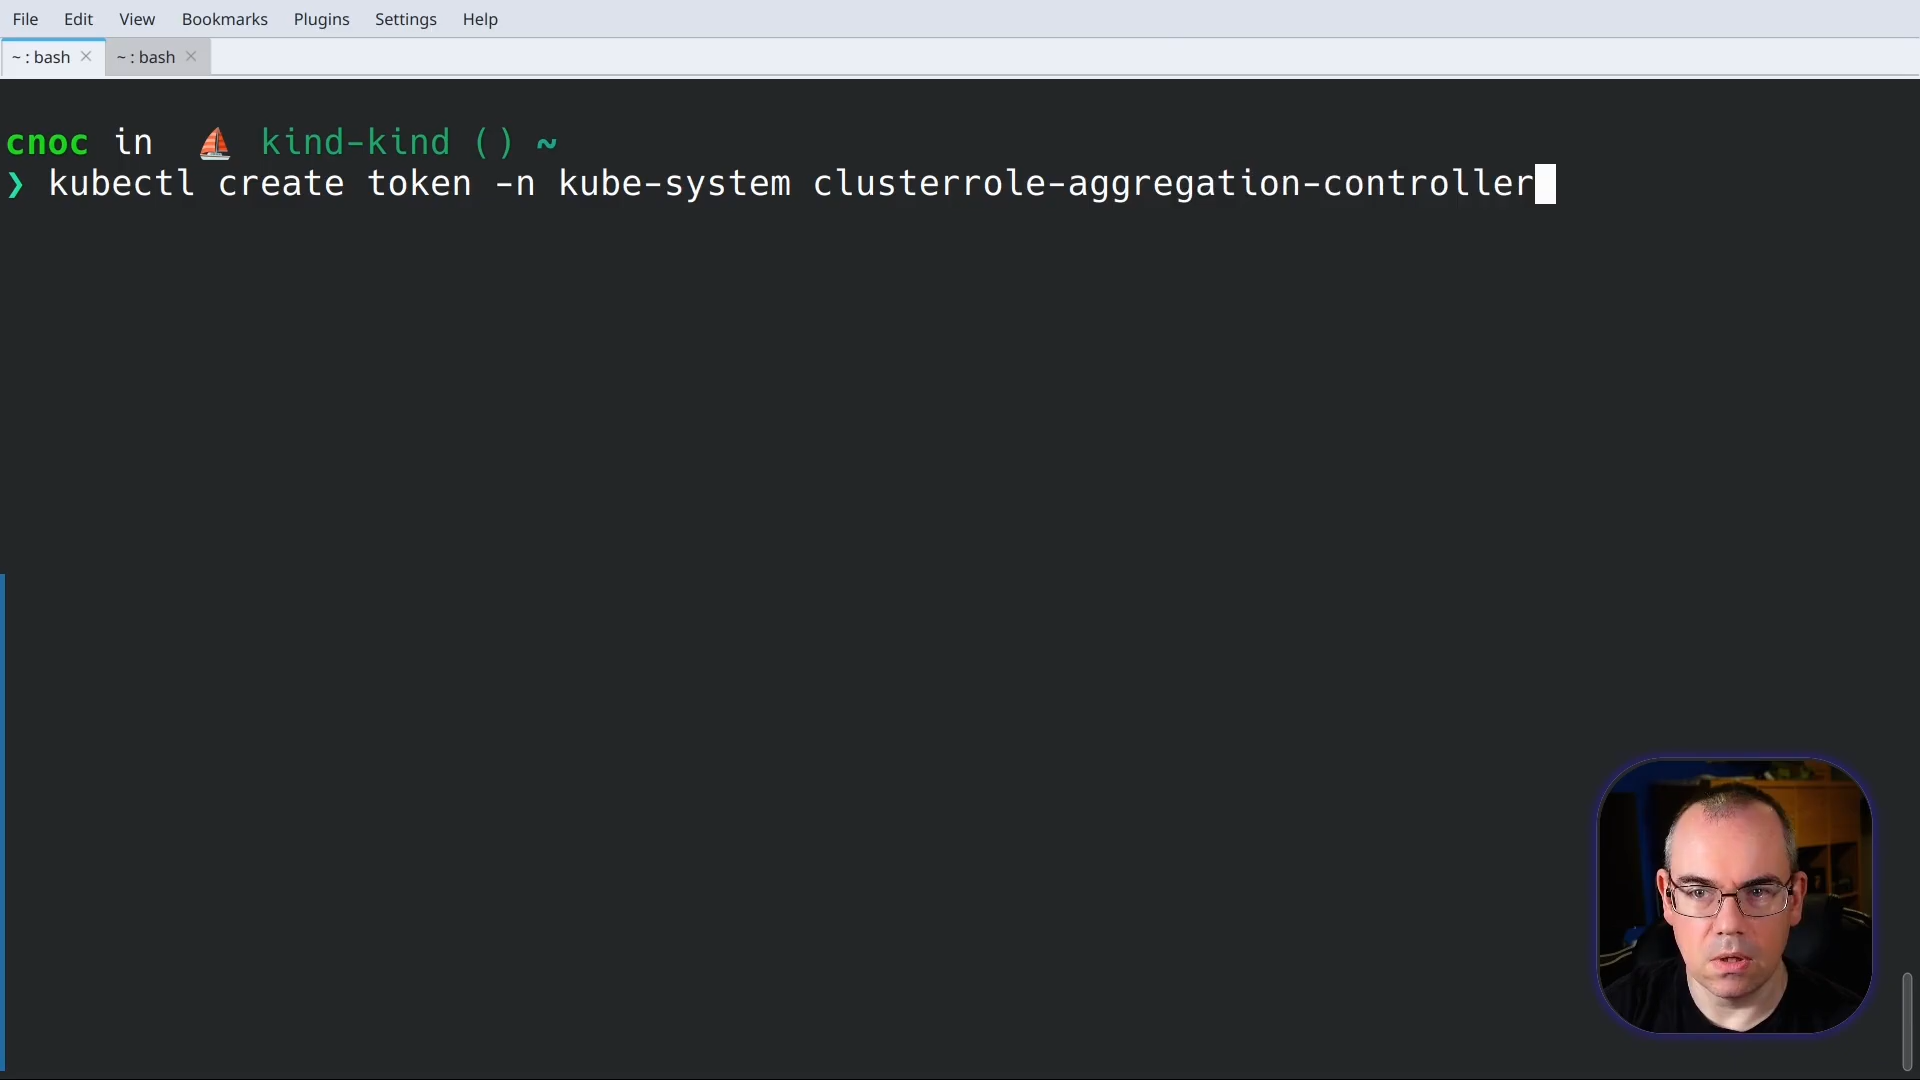 File Edit View Bookmarks Plugins Settings Help
~ : bash ~ : bash
cnoc in kind-kind () ~
❯ kubectl create token -n kube-system clusterrole-aggregation-controller